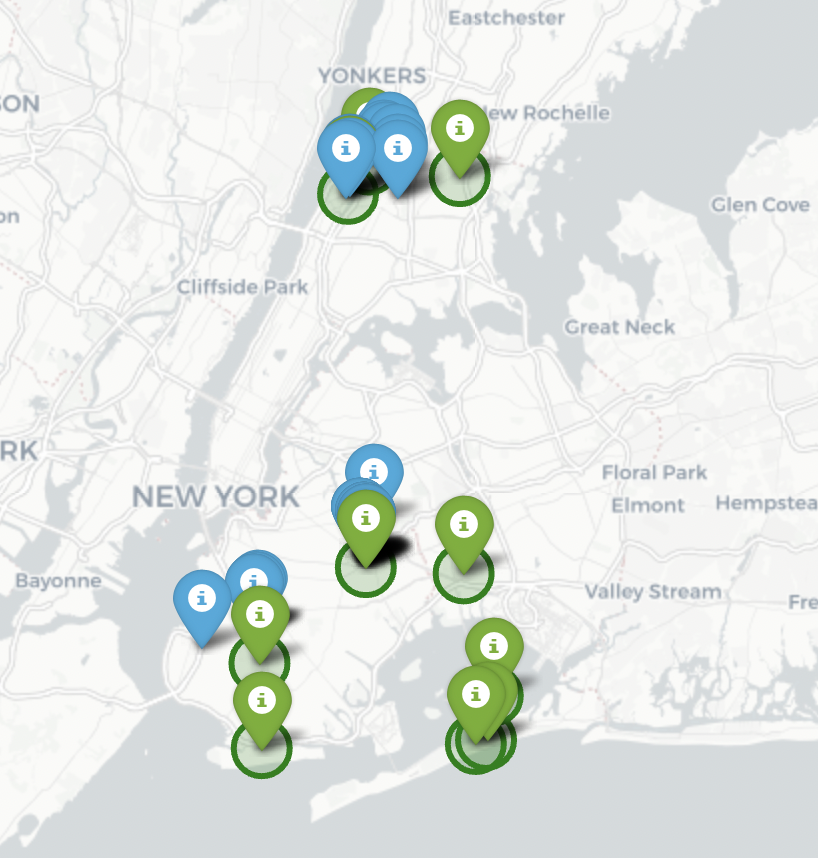 Eastchester
YONKERS
SON
New Rochelle
Glen Cove
on
Cliffside Park
Great Neck
RK
Floral Park
NEW YORK
Elmont
Hempstea
Bayonne
Valley Stream
Fre